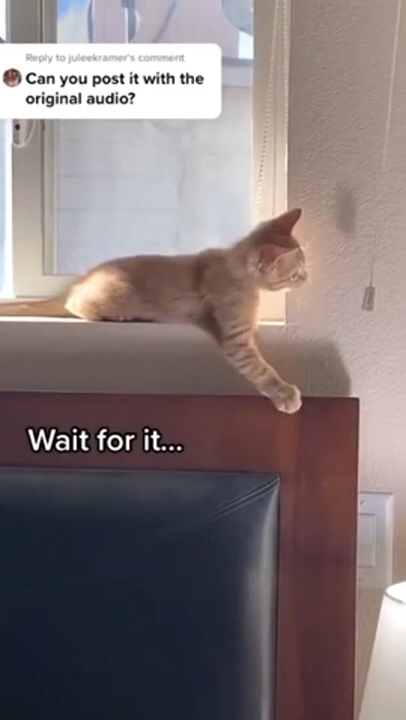 Reply to juleekramer's comment
Can you post it with the
original audio?
Wait for it...